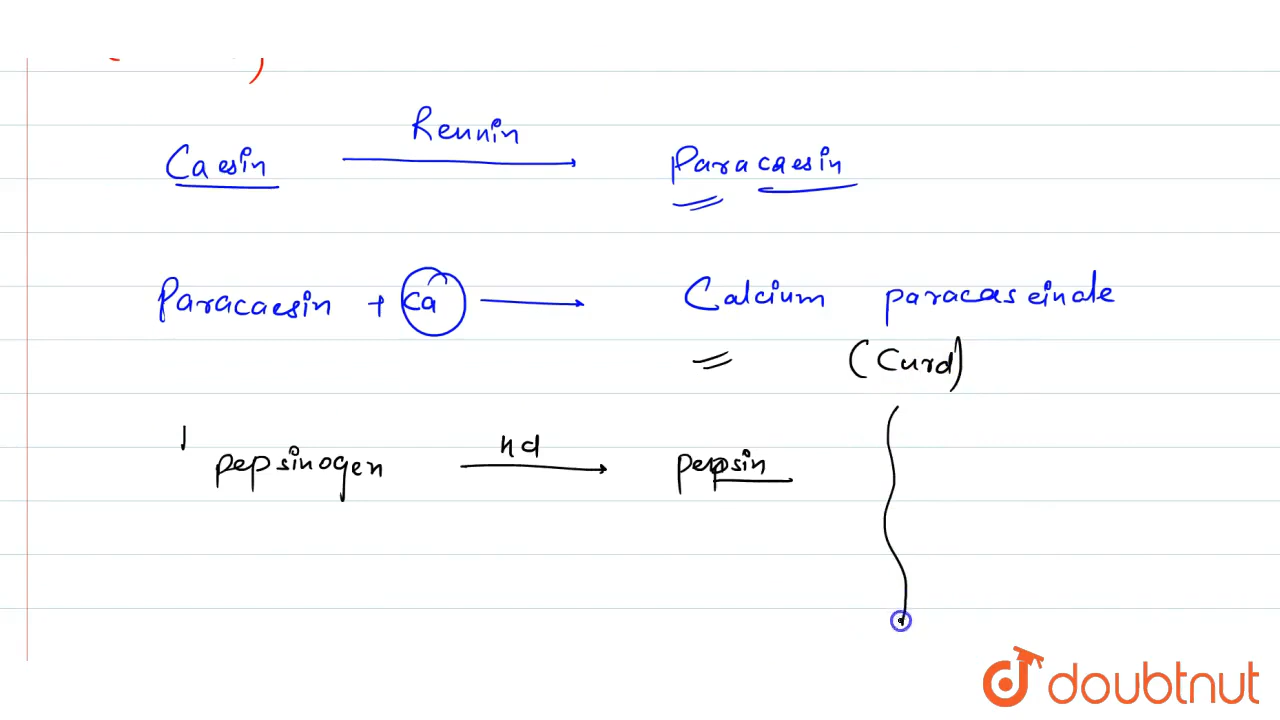 Rennin
Caesin Paracaesin
Paracaesin + Ca Calcium paracaseinate
(Curd)
pepsinogen Hcl pepsin
doubtnut